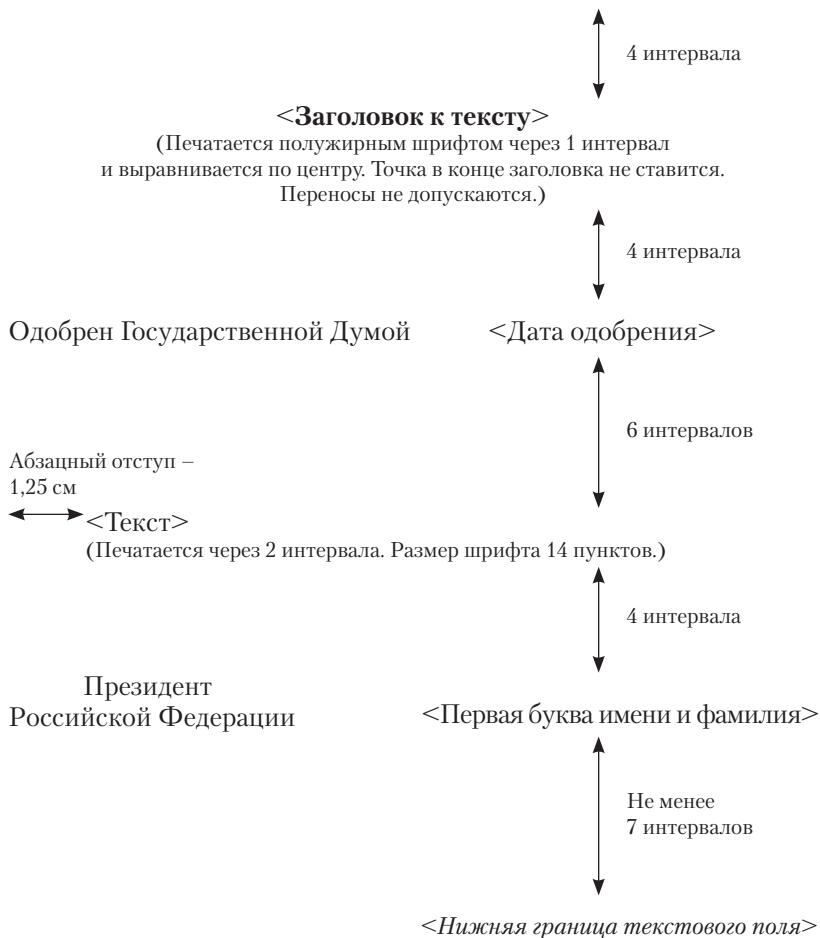 4 интервала
<Заголовок к тексту>
(Печатается полужирным шрифтом через 1 интервал
и выравнивается по центру. Точка в конце заголовка не ставится.
Переносы не допускаются.)
4 интервала
Одобрен Государственной Думой <Дата одобрения>
6 интервалов
Абзацный отступ –
1,25 см
<Текст>
(Печатается через 2 интервала. Размер шрифта 14 пунктов.)
4 интервала
Президент
Российской Федерации <Первая буква имени и фамилия>
Не менее
7 интервалов
<Нижняя граница текстового поля>